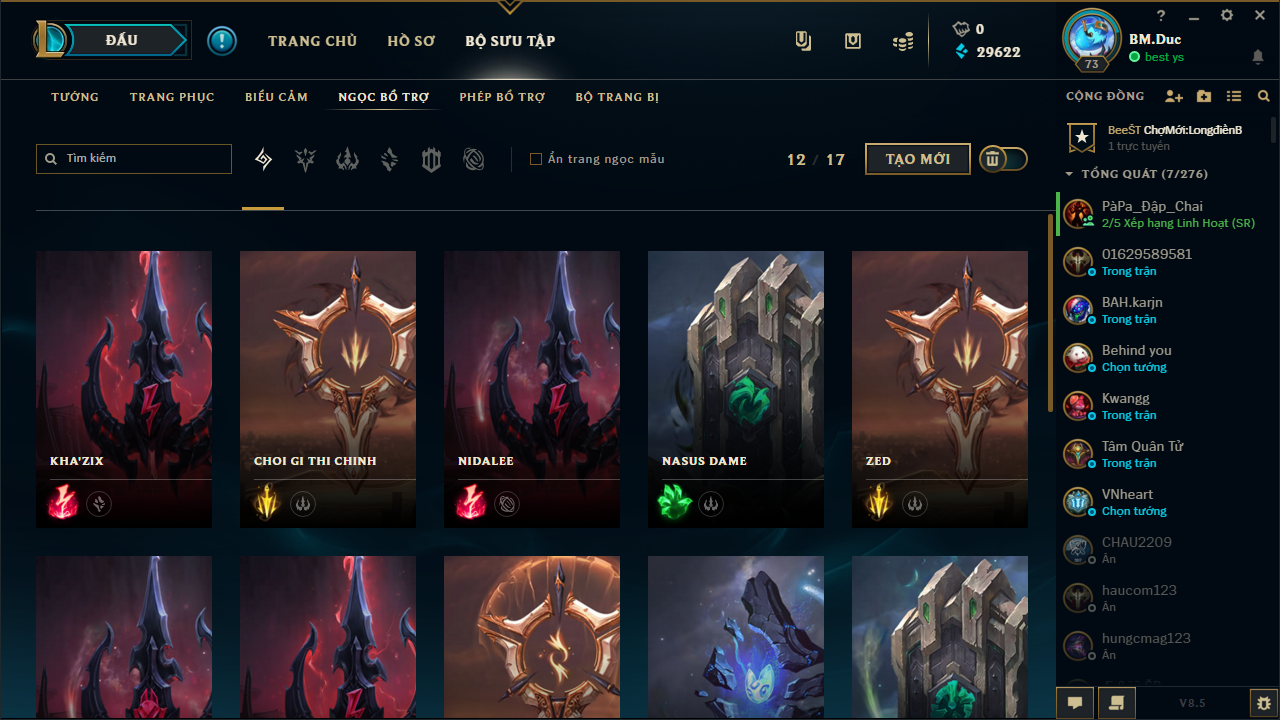 ĐẤU
TRANG CHỦ
HỒ SƠ
BỘ SƯU TẬP
0
29622
?
BM.Duc
best ys
73
TƯỚNG
TRANG PHỤC
BIỂU CẢM
NGỌC BỔ TRỢ
PHÉP BỔ TRỢ
BỘ TRANG BỊ
Tìm kiếm
Ẩn trang ngọc mẫu
12 / 17
TẠO MỚI
KHA'ZIX
CHOI GI THI CHINH
NIDALEE
NASUS DAME
ZED
CỘNG ĐỒNG
BeeŠT ChợMới:LongđiềnB
1 trực tuyến
TỔNG QUÁT (7/276)
PàPa_Đập_Chai
2/5 Xếp hạng Linh Hoạt (SR)
01629589581
Trong trận
BAH.karjn
Trong trận
Behind you
Chọn tướng
Kwangg
Trong trận
Tâm Quân Tử
Trong trận
VNheart
Chọn tướng
CHAU2209
Ẩn
haucom123
Ẩn
hungcmag123
Ẩn
V8.5